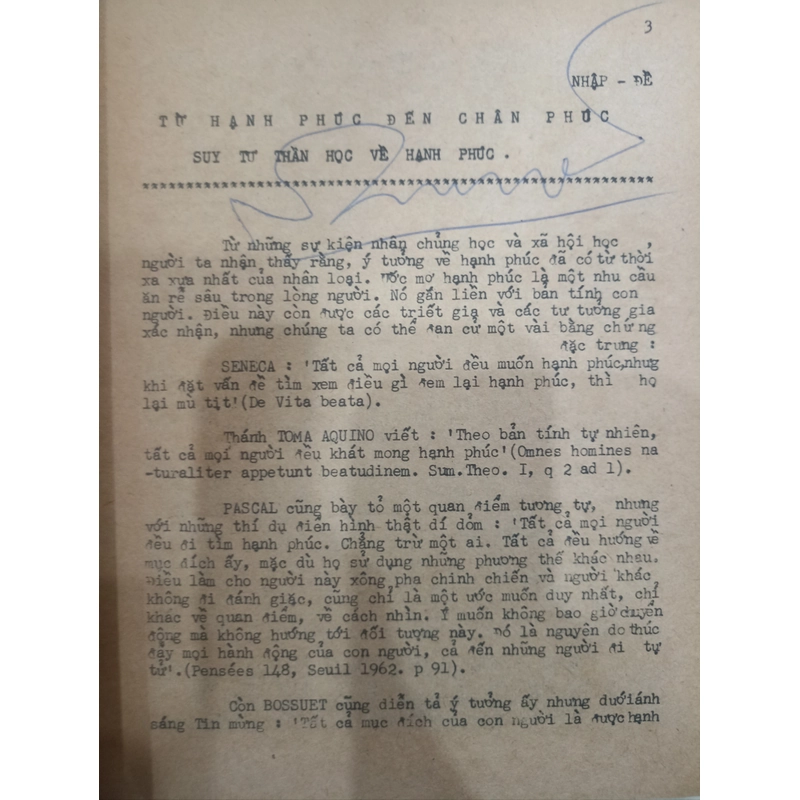 3
NHẬP - ĐỀ
TỪ HẠNH PHÚC ĐẾN CHÂN PHÚC
SUY TƯ THẦN HỌC VỀ HẠNH PHÚC.
Từ những sự kiện nhân chủng học và xã hội học ,
người ta nhận thấy rằng, ý tưởng về hạnh phúc đã có từ thời
xa xưa nhất của nhân loại. Ước mơ hạnh phúc là một nhu cầu
ăn rễ sâu trong lòng người. Nó gắn liền với bản tính con
người. Điều này còn được các triết gia và các tư tưởng gia
xác nhận, nhưng chúng ta có thể đan cử một vài bằng chứng
đặc trưng :
SENECA : 'Tất cả mọi người đều muốn hạnh phúc,nhưg
khi đặt vấn đề tìm xem điều gì đem lại hạnh phúc, thì họ
lại mù tịt'(De Vita beata).
Thánh TOMA AQUINO viết : 'Theo bản tính tự nhiên,
tất cả mọi người đều khát mong hạnh phúc'(Omnes homines na
-turaliter appetunt beatudinem. Sum.Theo. I, q 2 ad 1).
PASCAL cũng bày tỏ một quan điểm tương tự, nhưng
với những thí dụ điển hình thật dí dỏm : 'Tất cả mọi người
đều đi tìm hạnh phúc. Chẳng trừ một ai. Tất cả đều hướng về
mục đích ấy, mặc dù họ sử dụng những phương thế khác nhau.
Điều làm cho người này xông pha chinh chiến và người khác
không đi đánh giặc, cũng chỉ là một ước muốn duy nhất, chỉ
khác về quan điểm, về cách nhìn. Ý muốn không bao giờ chuyển
động mà không hướng tới đối tượng này. Đó là nguyên do thúc
đẩy mọi hành động của con người, cả đến những người đi tự
tử'.(Pensées 148, Seuil 1962. p 91).
Còn BOSSUET cũng diễn tả ý tưởng ấy nhưng dướiánh
sáng Tin mừng : 'Tất cả mục đích của con người là đượchạnh